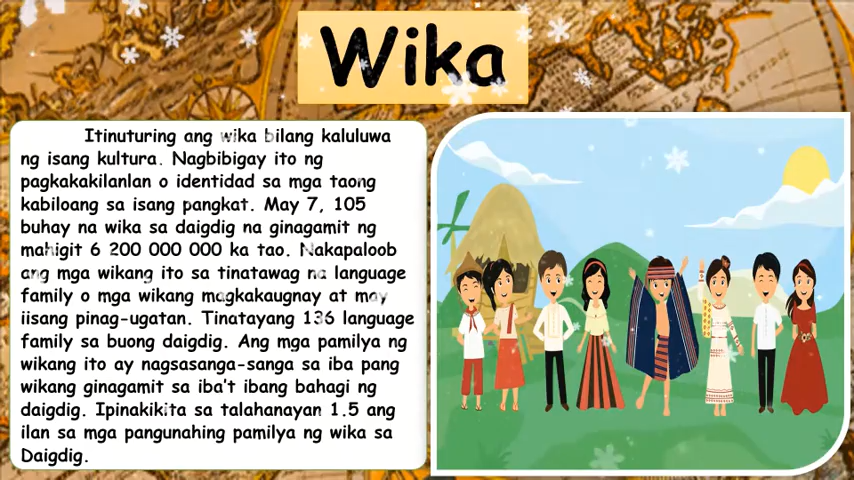 Wika
Itinuturing ang wika bilang kaluluwa
ng isang kultura. Nagbibigay ito ng
pagkakakilanlan o identidad sa mga taong
kabiloang sa isang pangkat. May 7, 105
buhay na wika sa daigdig na ginagamit ng
mahigit 6 200 000 000 ka tao. Nakapaloob
ang mga wikang ito sa tinatawag na language
family o mga wikang magkakaugnay at may
iisang pinag-ugatan. Tinatayang 136 language
family sa buong daigdig. Ang mga pamilya ng
wikang ito ay nagsasanga-sanga sa iba pang
wikang ginagamit sa iba't ibang bahagi ng
daigdig. Ipinakikita sa talahanayan 1.5 ang
ilan sa mga pangunahing pamilya ng wika sa
Daigdig.